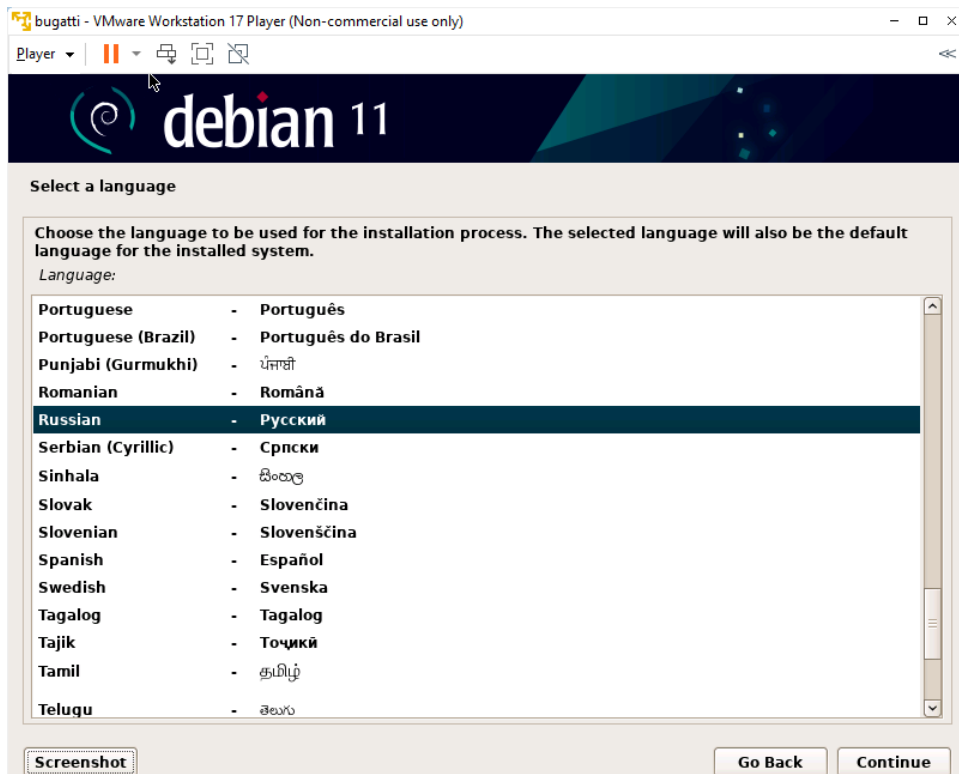 bugatti - VMware Workstation 17 Player (Non-commercial use only)
Player
debian 11
Select a language
Choose the language to be used for the installation process. The selected language will also be the default
language for the installed system.
Language:
Portuguese - Português
Portuguese (Brazil) - Português do Brasil
Punjabi (Gurmukhi) - ਪੰਜਾਬੀ
Romanian - Română
Russian - Русский
Serbian (Cyrillic) - Српски
Sinhala - සිංහල
Slovak - Slovenčina
Slovenian - Slovenščina
Spanish - Español
Swedish - Svenska
Tagalog - Tagalog
Tajik - Тоҷикӣ
Tamil - தமிழ்
Telugu - తెలుగు
Screenshot Go Back Continue